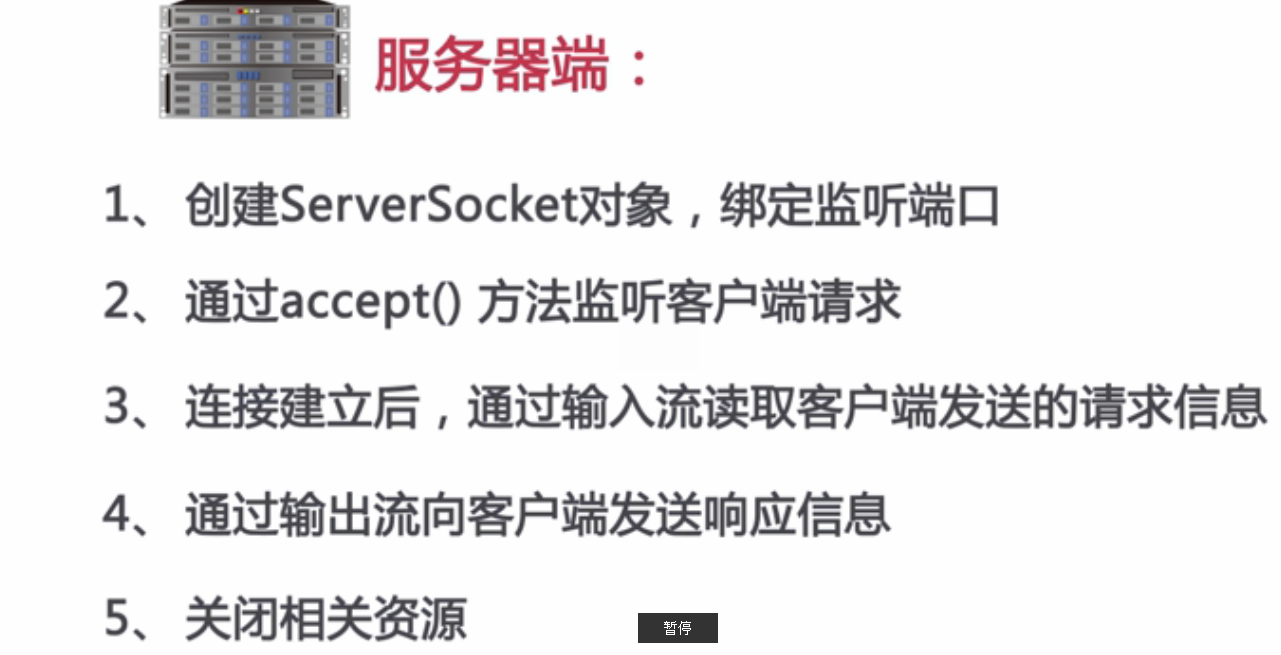 服务器端：
1、 创建ServerSocket对象，绑定监听端口
2、 通过accept() 方法监听客户端请求
3、 连接建立后，通过输入流读取客户端发送的请求信息
4、 通过输出流向客户端发送响应信息
5、 关闭相关资源
暂停